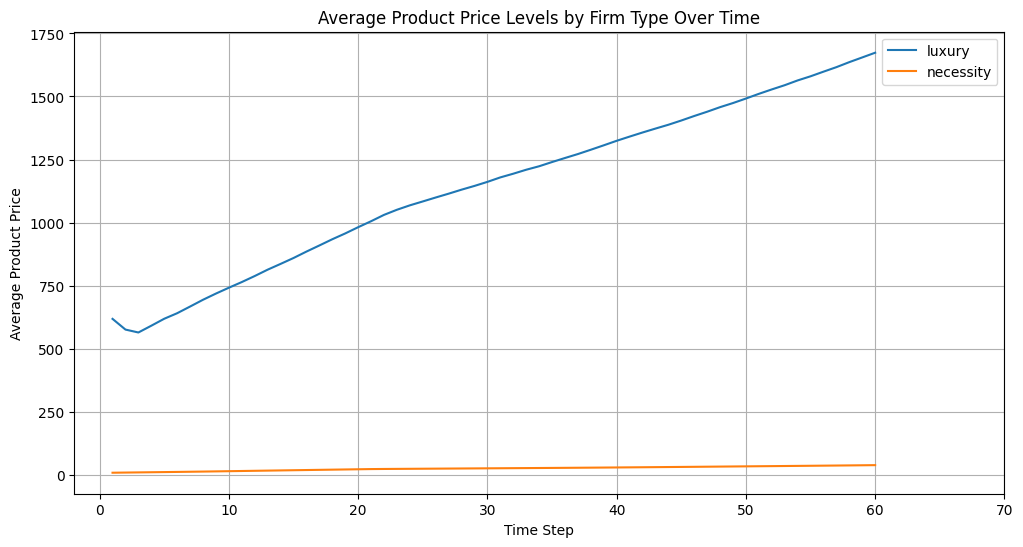 Average Product Price Levels by Firm Type Over Time
1750
1500
1250
1000
750
500
250
0
Average Product Price
luxury
necessity
0 10 20 30 40 50 60 70
Time Step